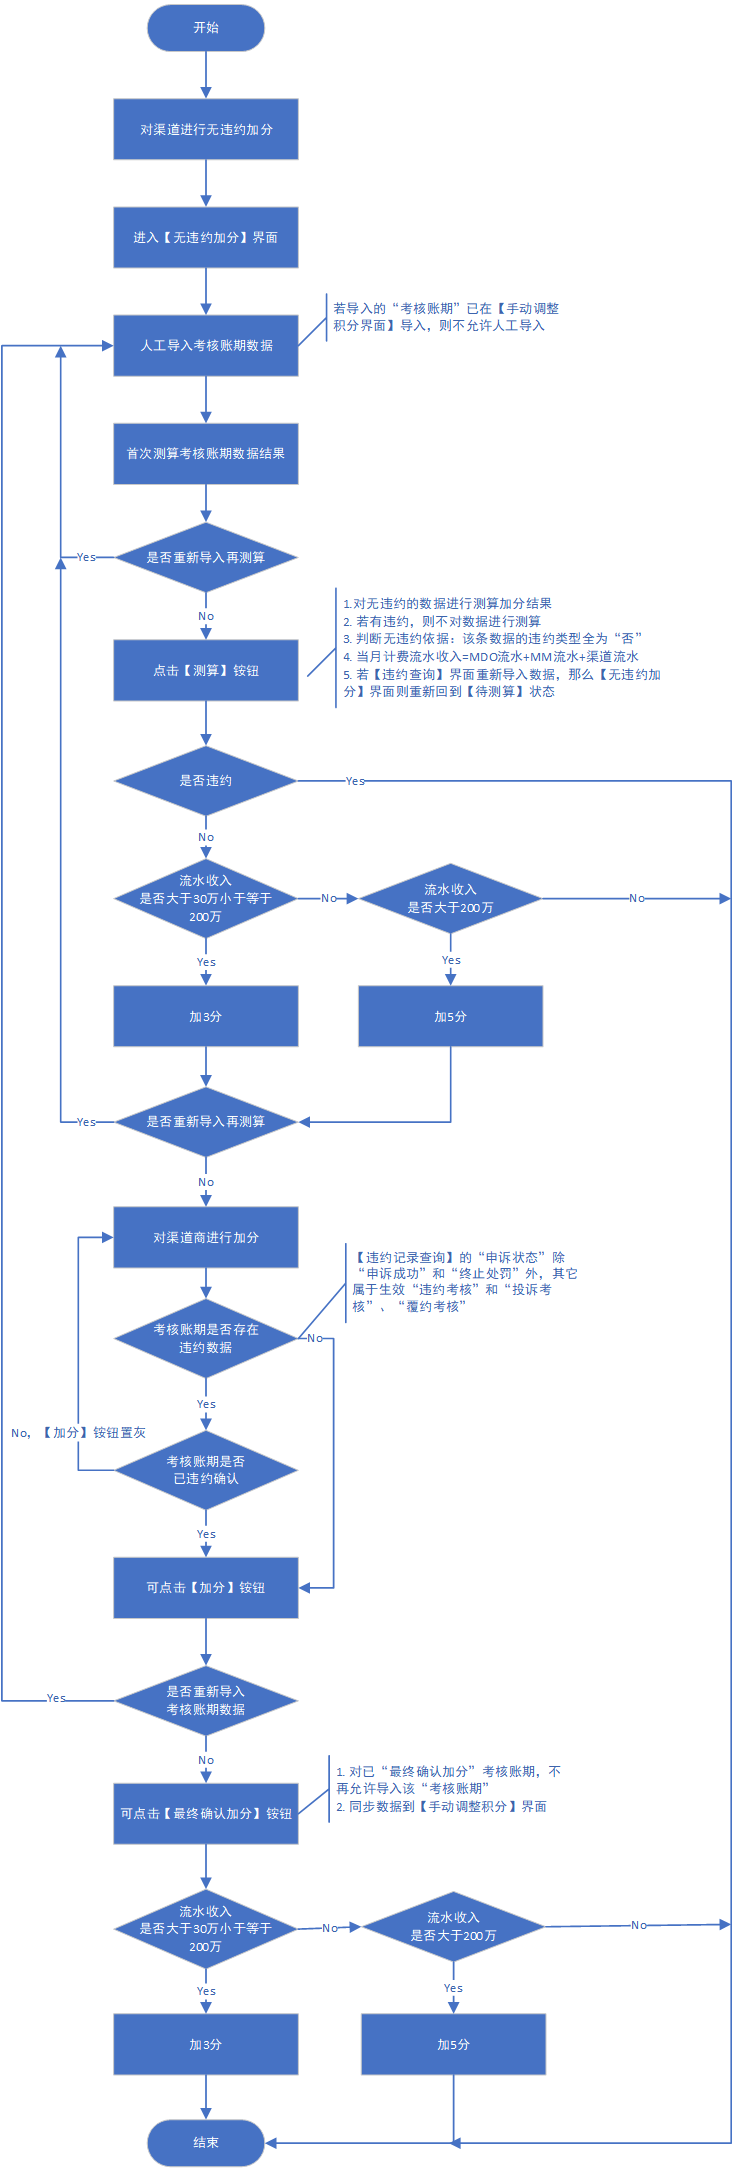 开始
对渠道进行无违约加分
进入【无违约加分】界面
若导入的“考核账期”已在【手动调整
积分界面】导入，则不允许人工导入
人工导入考核账期数据
首次测算考核账期数据结果
是否重新导入再测算
Yes
No
1.对无违约的数据进行测算加分结果
2. 若有违约，则不对数据进行测算
3. 判断无违约依据：该条数据的违约类型全为“否”
4. 当月计费流水收入=MDO流水+MM流水+渠道流水
5. 若【违约查询】界面重新导入数据，那么【无违约加
分】界面则重新回到【待测算】状态
点击【测算】铵钮
是否违约
Yes
No
流水收入
是否大于30万小于等于
200万
No
流水收入
是否大于200万
No
Yes
Yes
加3分
加5分
是否重新导入再测算
Yes
No
对渠道商进行加分
【违约记录查询】的“申诉状态”除
“申诉成功”和“终止处罚”外，其它
属于生效“违约考核”和“投诉考
核”、“覆约考核”
考核账期是否存在
违约数据
No
Yes
No，【加分】铵钮置灰
考核账期是否
已违约确认
Yes
可点击【加分】铵钮
是否重新导入
考核账期数据
Yes
No
1. 对已“最终确认加分”考核账期，不
再允许导入该“考核账期”
2. 同步数据到【手动调整积分】界面
可点击【最终确认加分】铵钮
流水收入
是否大于30万小于等于
200万
No
流水收入
是否大于200万
No
Yes
Yes
加3分
加5分
结束